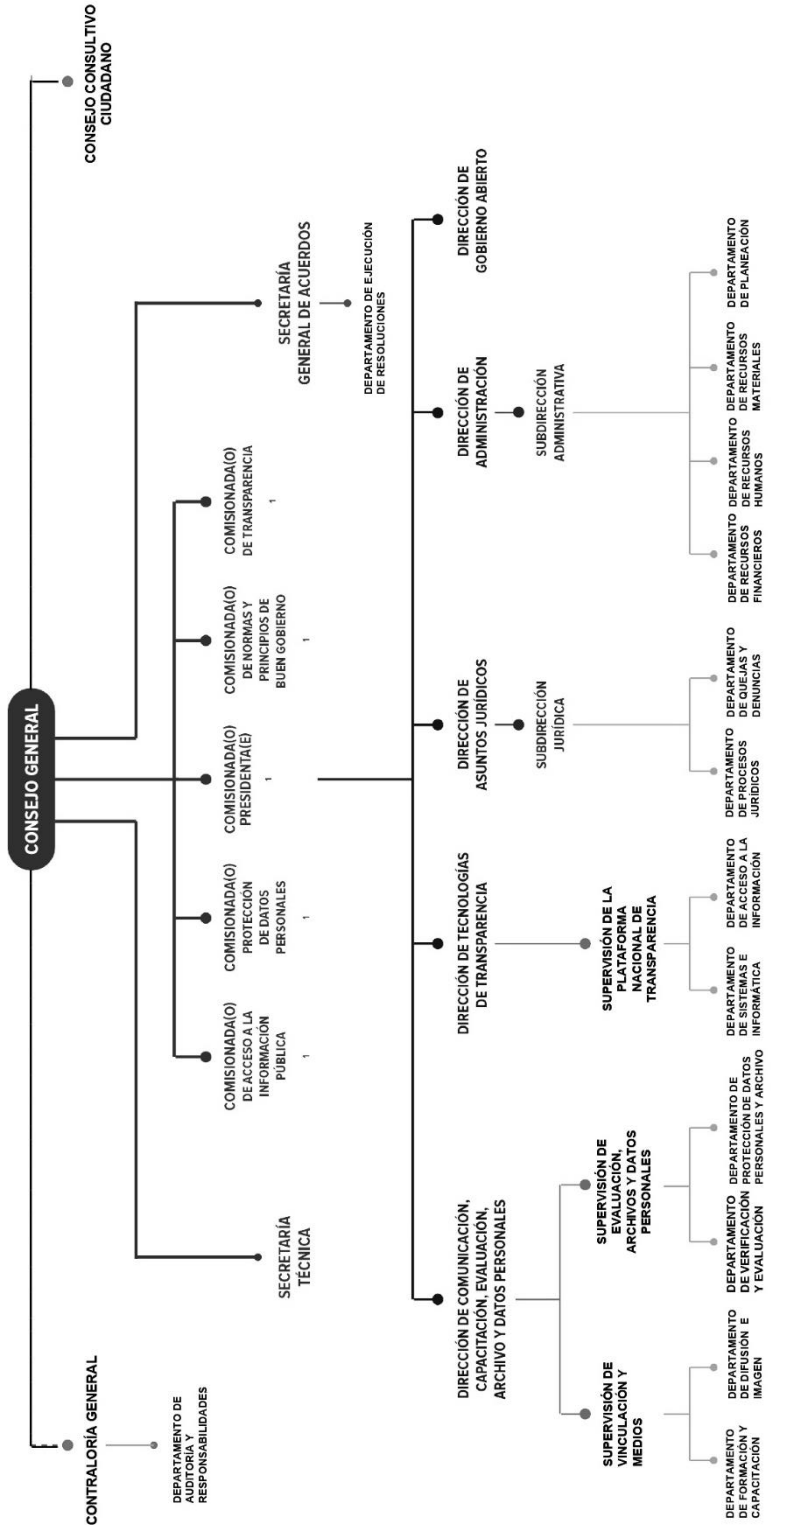 CONSEJO GENERAL
CONTRALORÍA GENERAL
DEPARTAMENTO DE
AUDITORÍA Y
RESPONSABILIDADES
CONSEJO CONSULTIVO
CIUDADANO
SECRETARÍA
TÉCNICA
COMISIONADA(O)
DE ACCESO A LA
INFORMACIÓN
PÚBLICA
1
COMISIONADA(O)
PROTECCIÓN
DE DATOS
PERSONALES
1
COMISIONADA(O)
PRESIDENTA(E)
1
COMISIONADA(O)
DE NORMAS Y
PRINCIPIOS DE
BUEN GOBIERNO
1
COMISIONADA(O)
DE TRANSPARENCIA
1
SECRETARÍA
GENERAL DE ACUERDOS
DEPARTAMENTO DE EJECUCIÓN
DE RESOLUCIONES
DIRECCIÓN DE COMUNICACIÓN,
CAPACITACIÓN, EVALUACIÓN,
ARCHIVO Y DATOS PERSONALES
DIRECCIÓN DE TECNOLOGÍAS
DE TRANSPARENCIA
DIRECCIÓN DE
ASUNTOS JURÍDICOS
DIRECCIÓN DE
ADMINISTRACIÓN
DIRECCIÓN DE
GOBIERNO ABIERTO
SUBDIRECCIÓN
JURÍDICA
SUBDIRECCIÓN
ADMINISTRATIVA
SUPERVISIÓN DE
VINCULACIÓN Y
MEDIOS
SUPERVISIÓN DE
EVALUACIÓN,
ARCHIVOS Y DATOS
PERSONALES
SUPERVISIÓN DE LA
PLATAFORMA
NACIONAL DE
TRANSPARENCIA
DEPARTAMENTO
DE FORMACIÓN Y
CAPACITACIÓN
DEPARTAMENTO
DE DIFUSIÓN E
IMAGEN
DEPARTAMENTO
DE VERIFICACIÓN
Y EVALUACIÓN
DEPARTAMENTO DE
PROTECCIÓN DE DATOS
PERSONALES Y ARCHIVO
DEPARTAMENTO
DE SISTEMAS E
INFORMÁTICA
DEPARTAMENTO
DE ACCESO A LA
INFORMACIÓN
DEPARTAMENTO
DE PROCESOS
JURÍDICOS
DEPARTAMENTO
DE QUEJAS Y
DENUNCIAS
DEPARTAMENTO
DE RECURSOS
FINANCIEROS
DEPARTAMENTO
DE RECURSOS
HUMANOS
DEPARTAMENTO
DE RECURSOS
MATERIALES
DEPARTAMENTO
DE PLANEACIÓN